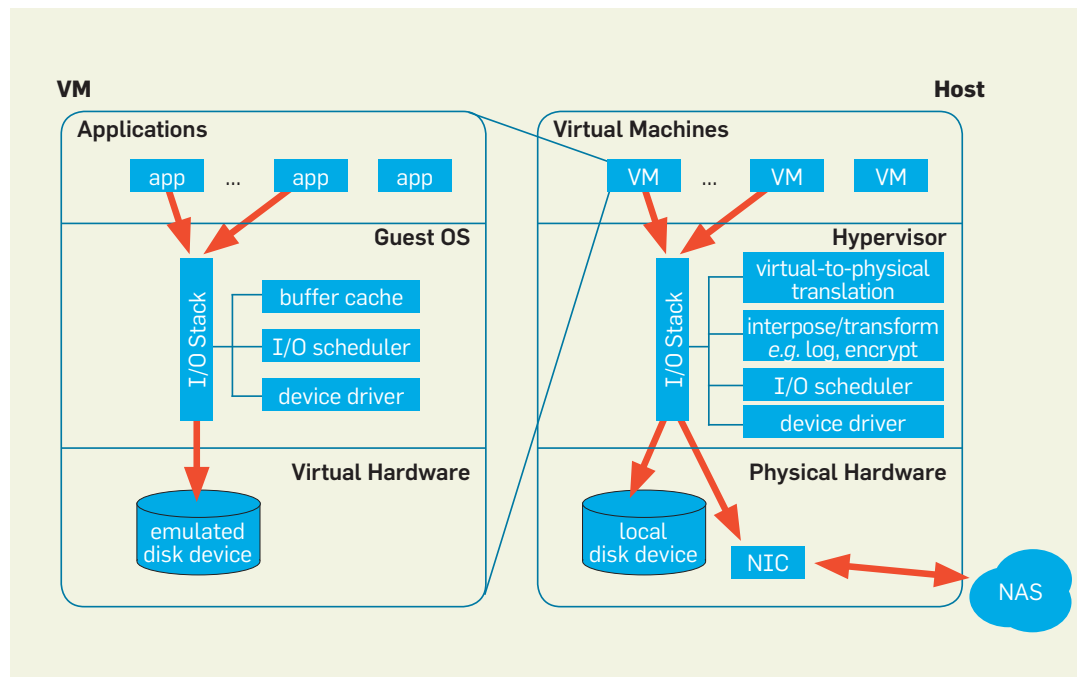 VM
Applications
app
...
app
app
Guest OS
I/O Stack
buffer cache
I/O scheduler
device driver
Virtual Hardware
emulated
disk device
Host
Virtual Machines
VM
...
VM
VM
Hypervisor
I/O Stack
virtual-to-physical
translation
interpose/transform
e.g. log, encrypt
I/O scheduler
device driver
Physical Hardware
local
disk device
NIC
NAS